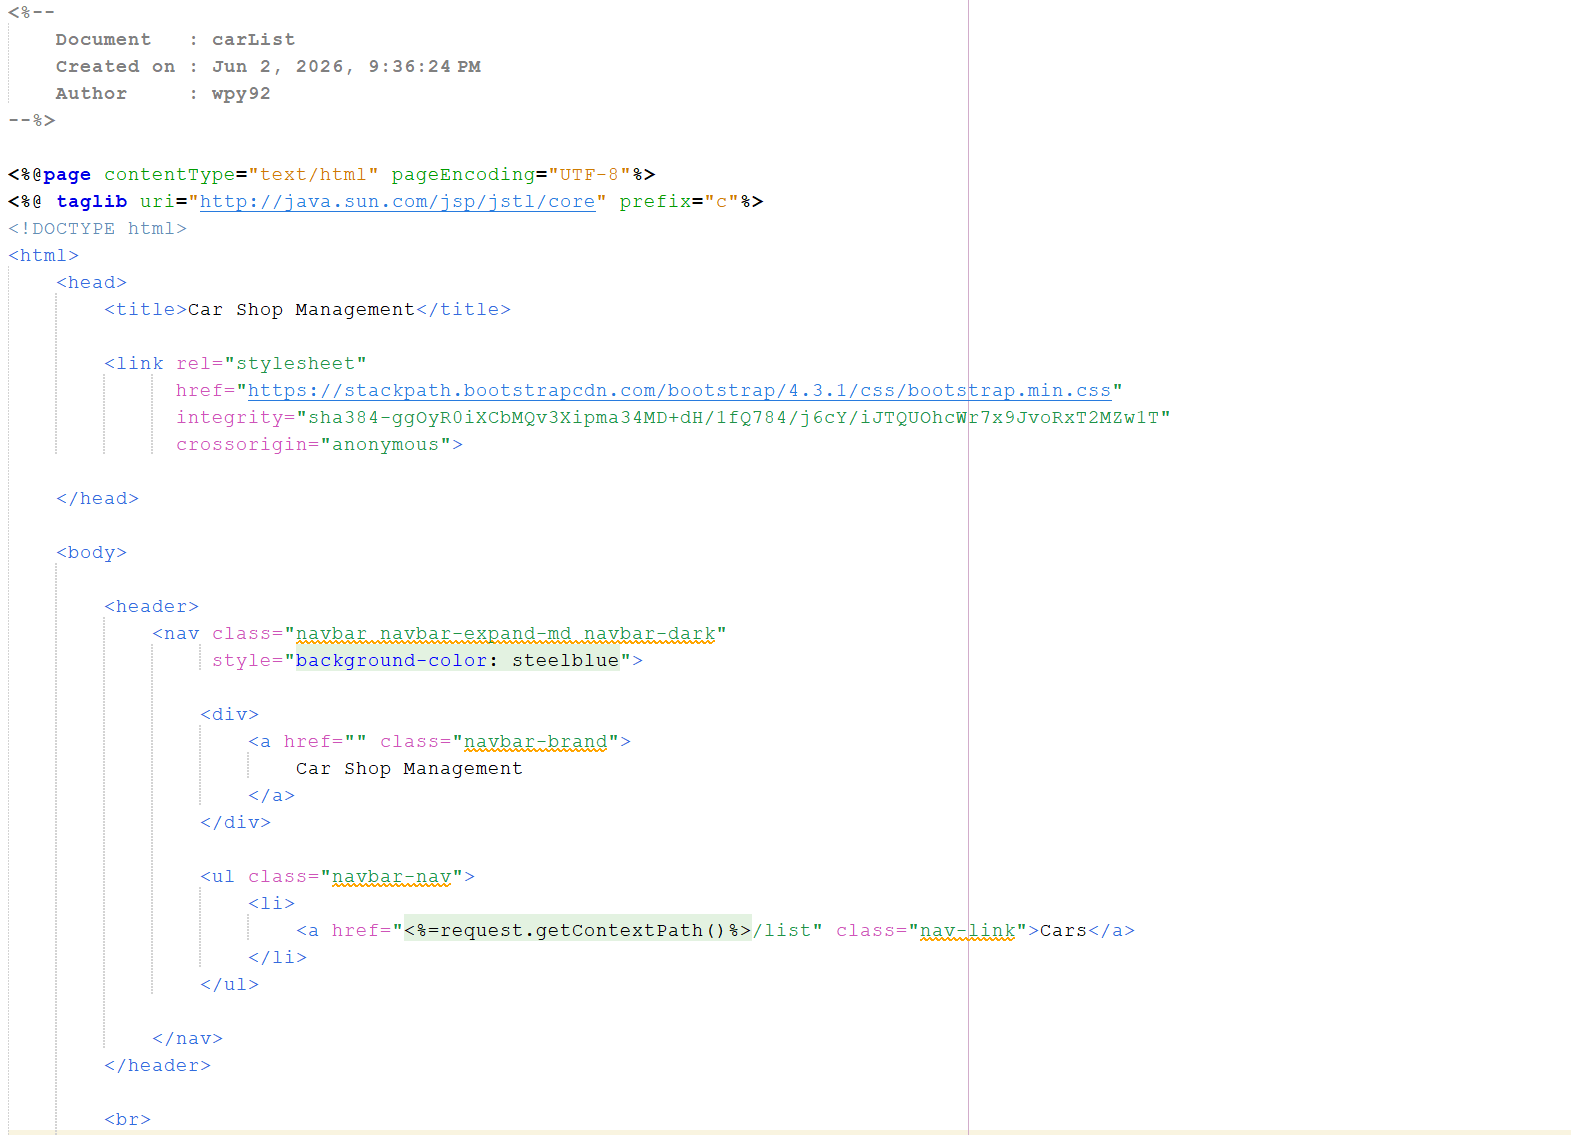 <%--
    Document   : carList
    Created on : Jun 2, 2026, 9:36:24 PM
    Author     : wpy92
--%>

<%@page contentType="text/html" pageEncoding="UTF-8"%>
<%@ taglib uri="http://java.sun.com/jsp/jstl/core" prefix="c"%>
<!DOCTYPE html>
<html>
    <head>
        <title>Car Shop Management</title>

        <link rel="stylesheet"
              href="https://stackpath.bootstrapcdn.com/bootstrap/4.3.1/css/bootstrap.min.css"
              integrity="sha384-ggOyR0iXCbMQv3Xipma34MD+dH/1fQ784/j6cY/iJTQUOhcWr7x9JvoRxT2MZw1T"
              crossorigin="anonymous">

    </head>

    <body>

        <header>
            <nav class="navbar navbar-expand-md navbar-dark"
                 style="background-color: steelblue">

                <div>
                    <a href="" class="navbar-brand">
                        Car Shop Management
                    </a>
                </div>

                <ul class="navbar-nav">
                    <li>
                        <a href="<%=request.getContextPath()%>/list" class="nav-link">Cars</a>
                    </li>
                </ul>

            </nav>
        </header>

        <br>